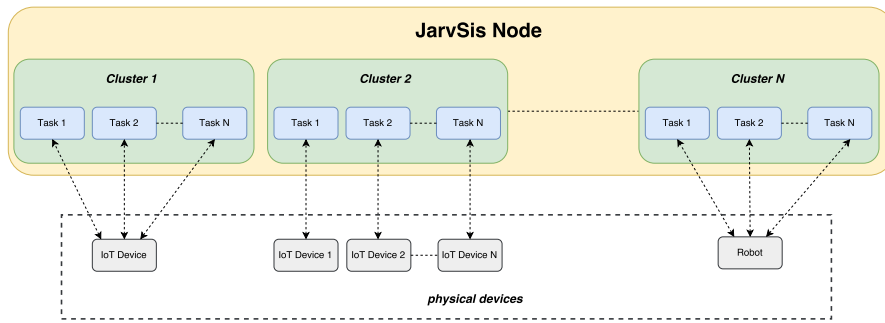 JarvSis Node
Cluster 1
Cluster 2
Cluster N
Task 1
Task 2
Task N
Task 1
Task 2
Task N
Task 1
Task 2
Task N
IoT Device
IoT Device 1
IoT Device 2
IoT Device N
Robot
physical devices